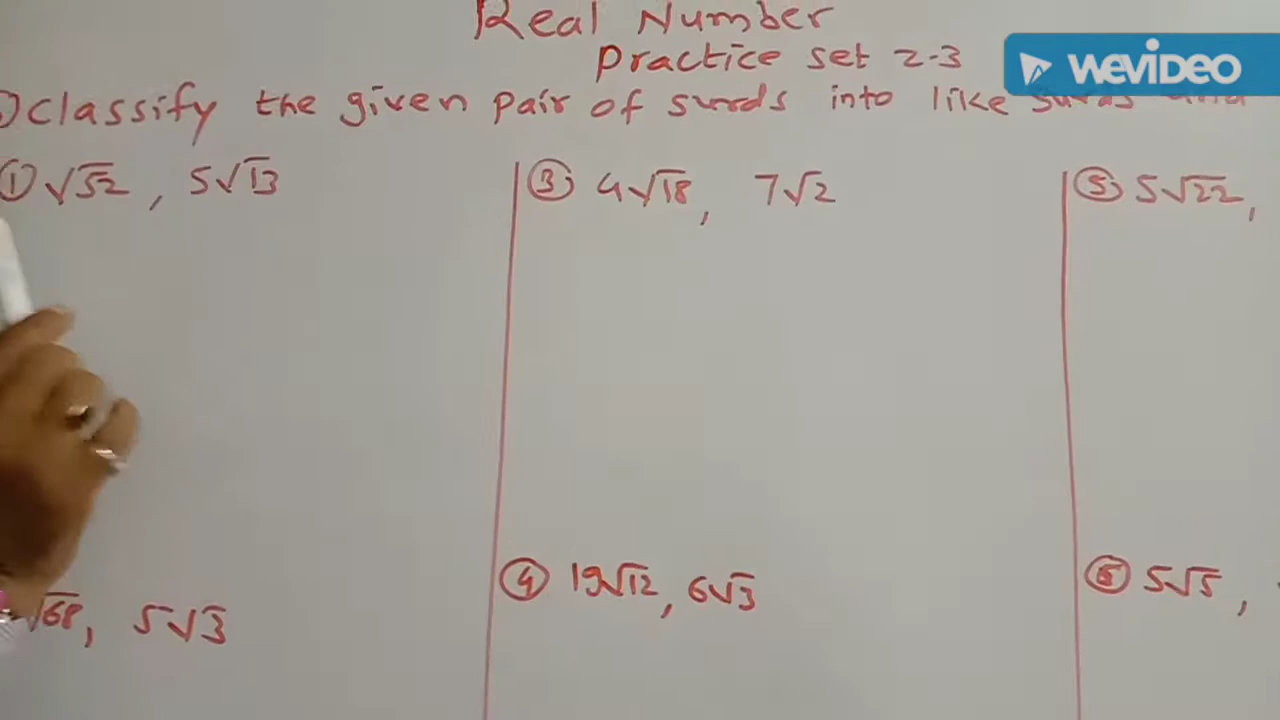 Real Number
Practice set 2.3
WeVideo
) Classify the given pair of surds into like surds and
① √52 , 5√13
③ 4√18 , 7√2
⑤ 5√22 ,
√68 , 5√3
④ 19√12 , 6√3
⑥ 5√5 ,